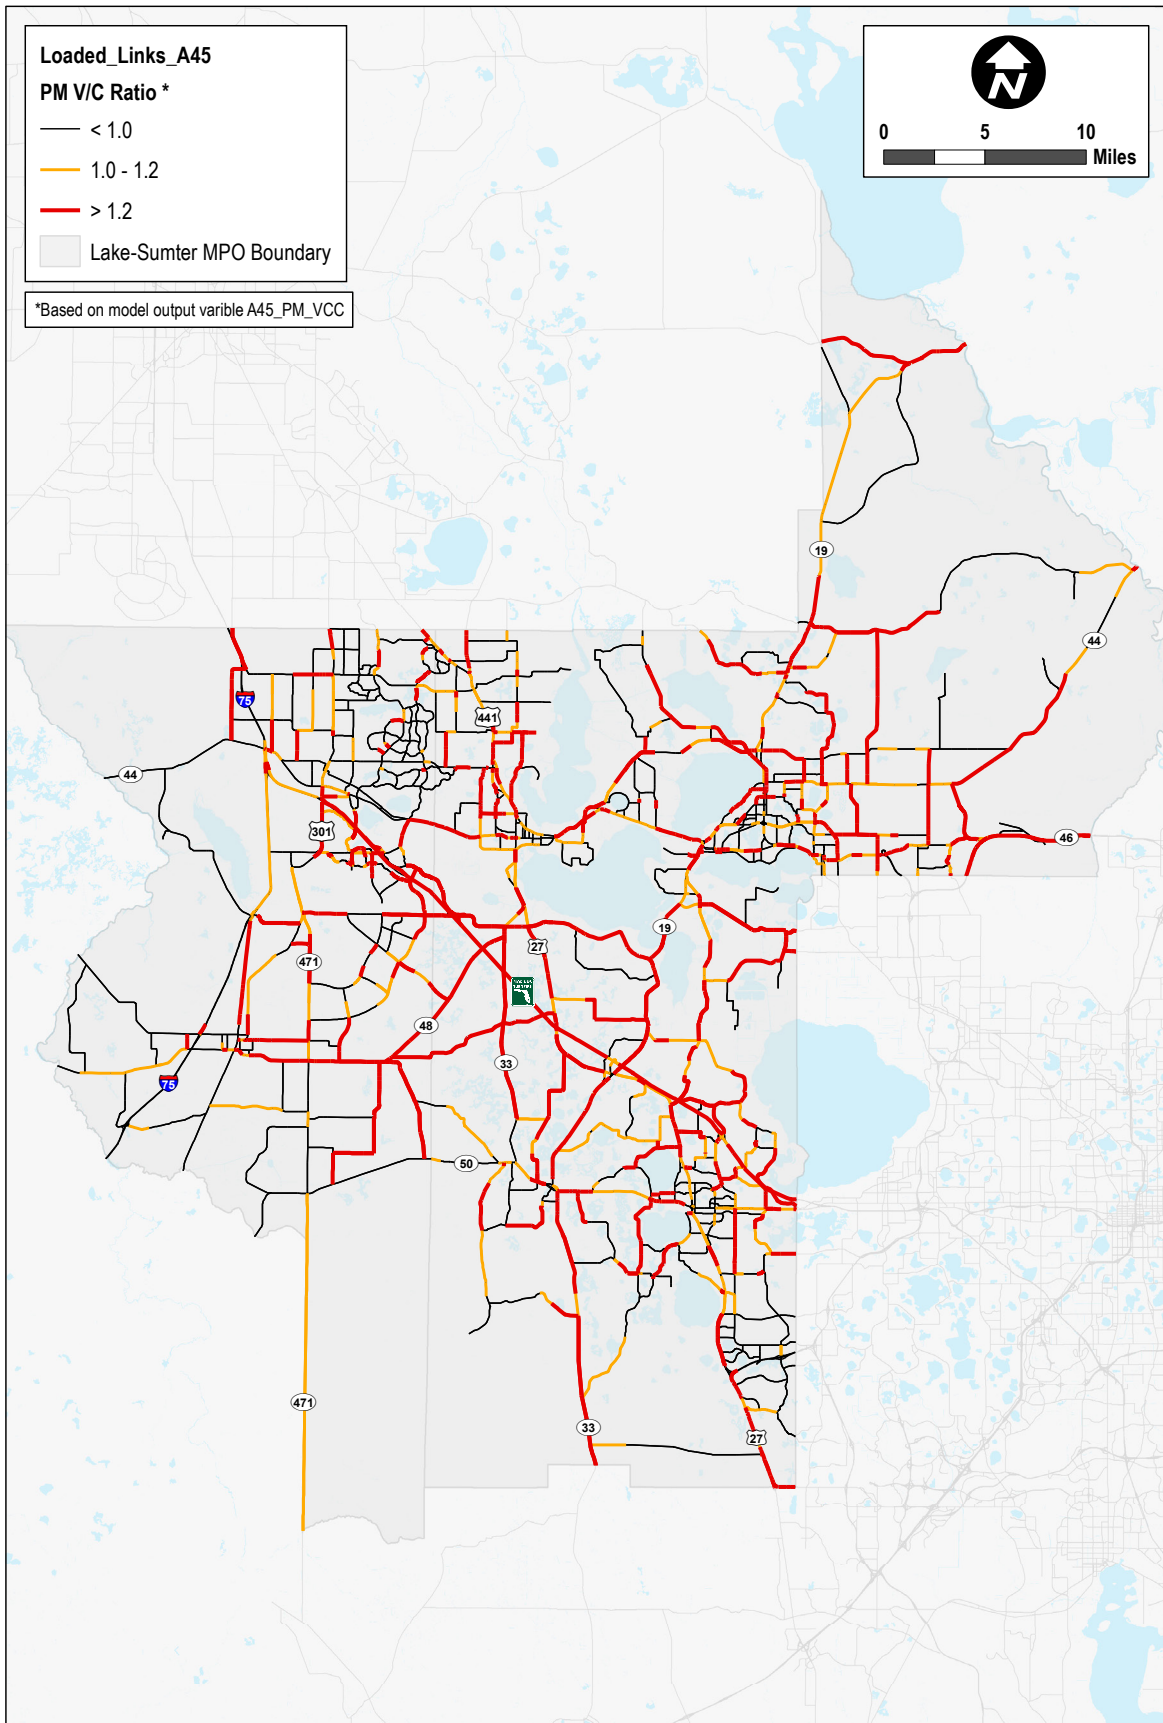 Loaded_Links_A45
PM V/C Ratio *
< 1.0
1.0 - 1.2
> 1.2
Lake-Sumter MPO Boundary
*Based on model output varible A45_PM_VCC
N
0 5 10
Miles
19
44
75
441
44
301
46
19
27
471
48
33
75
50
471
33
27